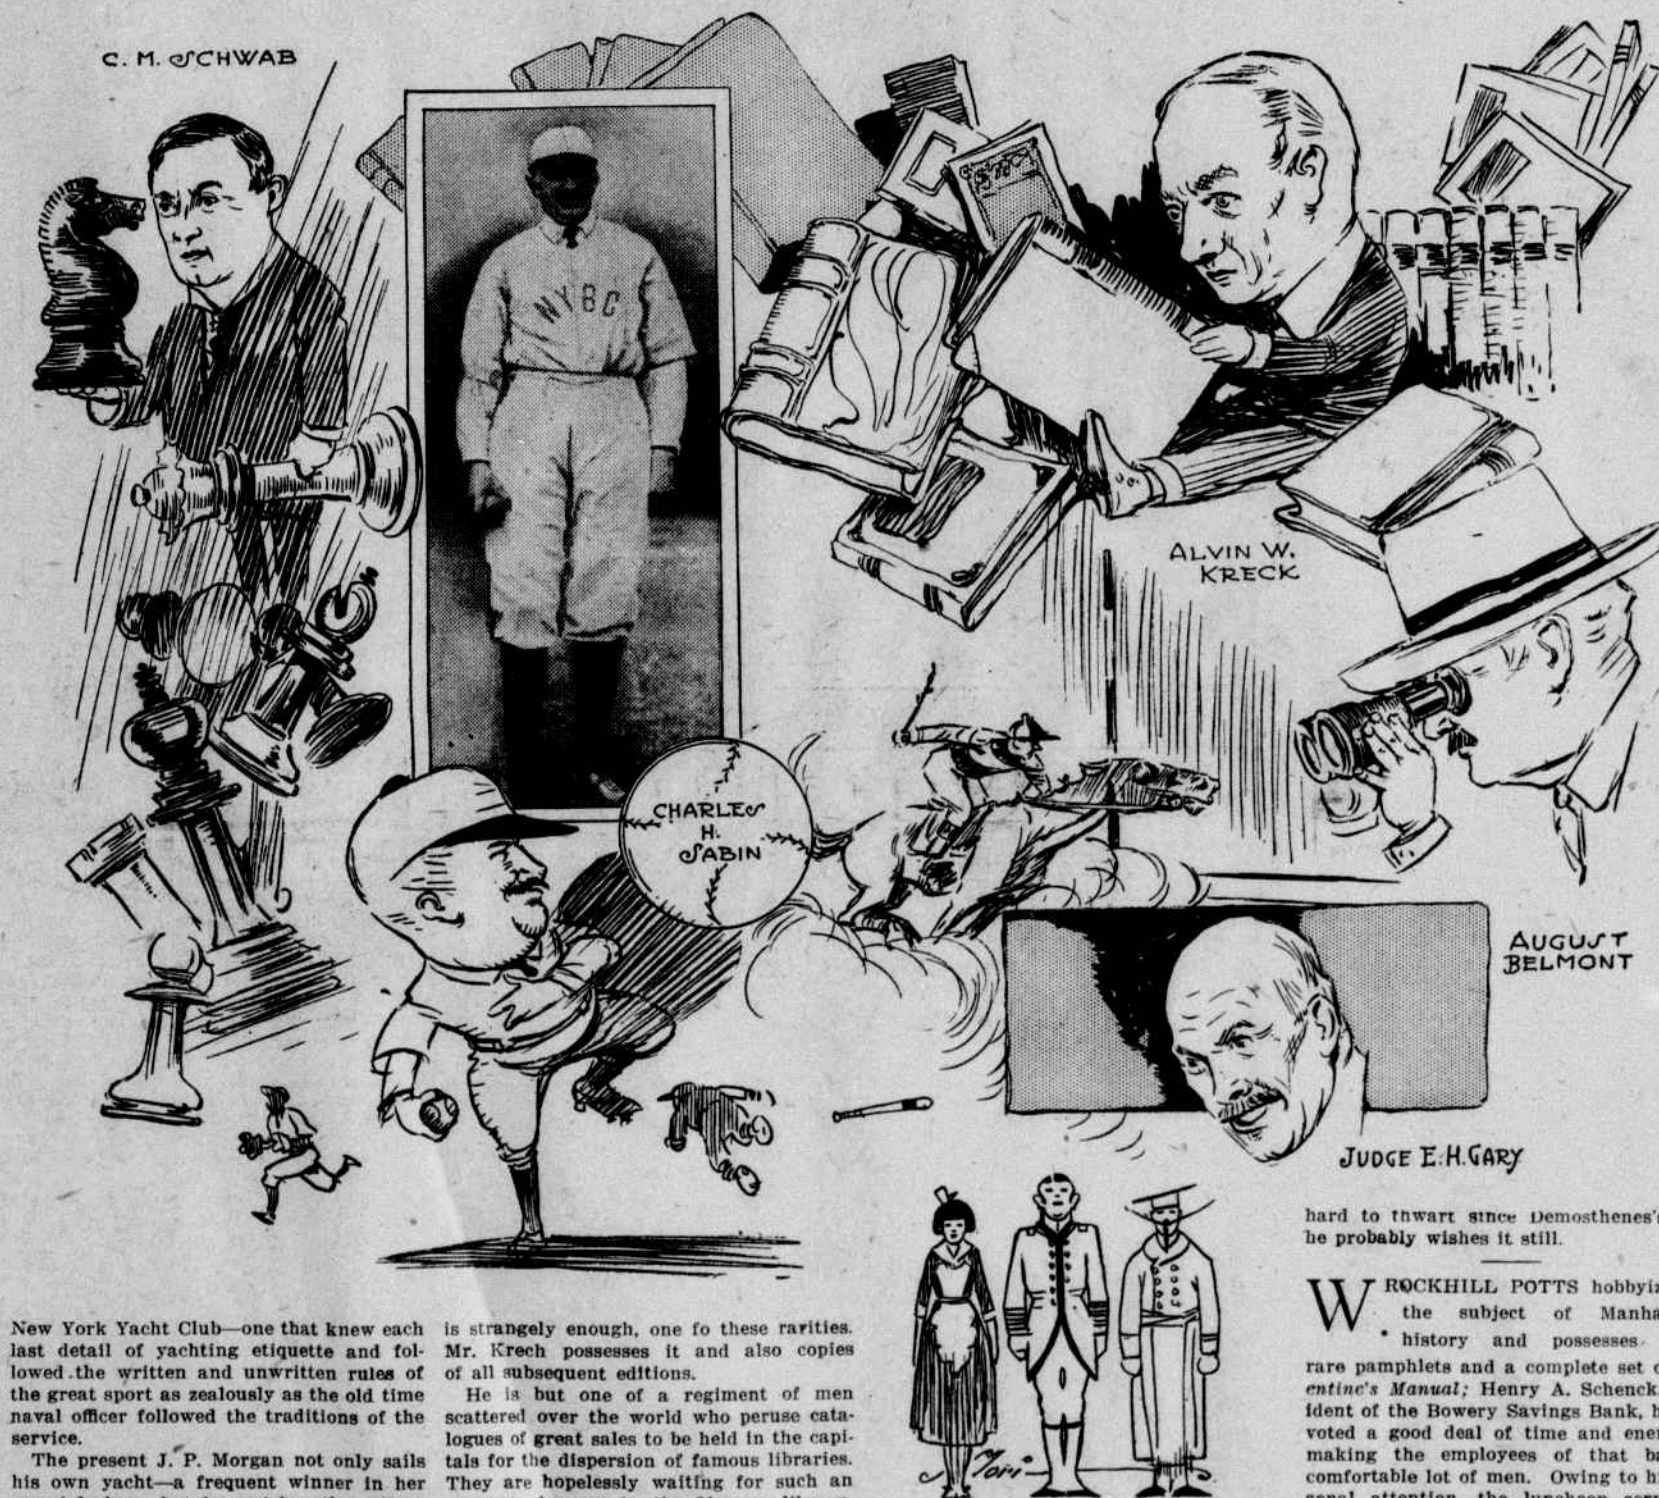 C. M. SCHWAB
NYBC
$5000
ALVIN W.
KRECK
CHARLES
H.
SABIN
AUGUST
BELMONT
JUDGE E. H. GARY
Mori
New York Yacht Club—one that knew each
last detail of yachting etiquette and fol-
lowed the written and unwritten rules of
the great sport as zealously as the old time
naval officer followed the traditions of the
service.
The present J. P. Morgan not only sails
his own yacht—a frequent winner in her
is strangely enough, one fo these rarities.
Mr. Krech possesses it and also copies
of all subsequent editions.
He is but one of a regiment of men
scattered over the world who peruse cata-
logues of great sales to be held in the capi-
tals for the dispersion of famous libraries.
They are hopelessly waiting for such an
hard to thwart since Demosthenes'
he probably wishes it still.
W ROCKHILL POTTS hobbyiz
the subject of Manha
history and possesses
rare pamphlets and a complete set o
entine's Manual; Henry A. Schenck,
ident of the Bowery Savings Bank, h
voted a good deal of time and ener
making the employees of that ba
comfortable lot of men. Owing to hi